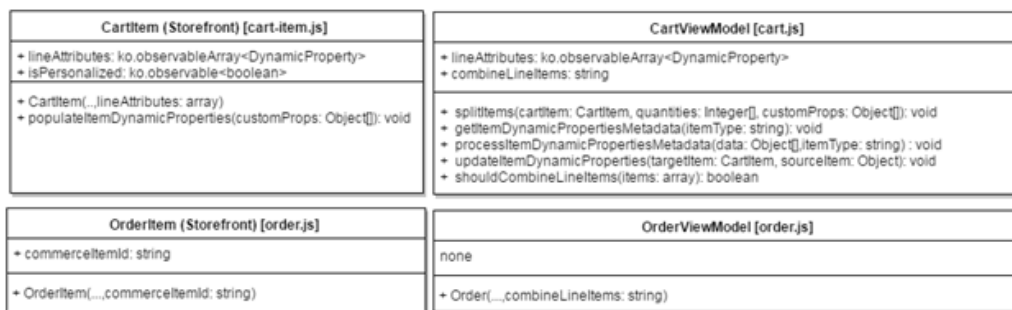 CartItem (Storefront) [cart-item.js]
+ lineAttributes: ko.observableArray<DynamicProperty>
+ isPersonalized: ko.observable<boolean>
+ CartItem(..,lineAttributes: array)
+ populateItemDynamicProperties(customProps: Object[]): void
CartViewModel [cart.js]
+ lineAttributes: ko.observableArray<DynamicProperty>
+ combineLineItems: string
+ splitItems(cartItem: CartItem, quantities: Integer[], customProps: Object[]): void
+ getItemDynamicPropertiesMetadata(itemType: string): void
+ processItemDynamicPropertiesMetadata(data: Object[],itemType: string) : void
+ updateItemDynamicProperties(targetItem: CartItem, sourceItem: Object): void
+ shouldCombineLineItems(items: array): boolean
OrderItem (Storefront) [order.js]
+ commerceItemId: string
+ OrderItem(...,commerceItemId: string)
OrderViewModel [order.js]
none
+ Order(...,combineLineItems: string)